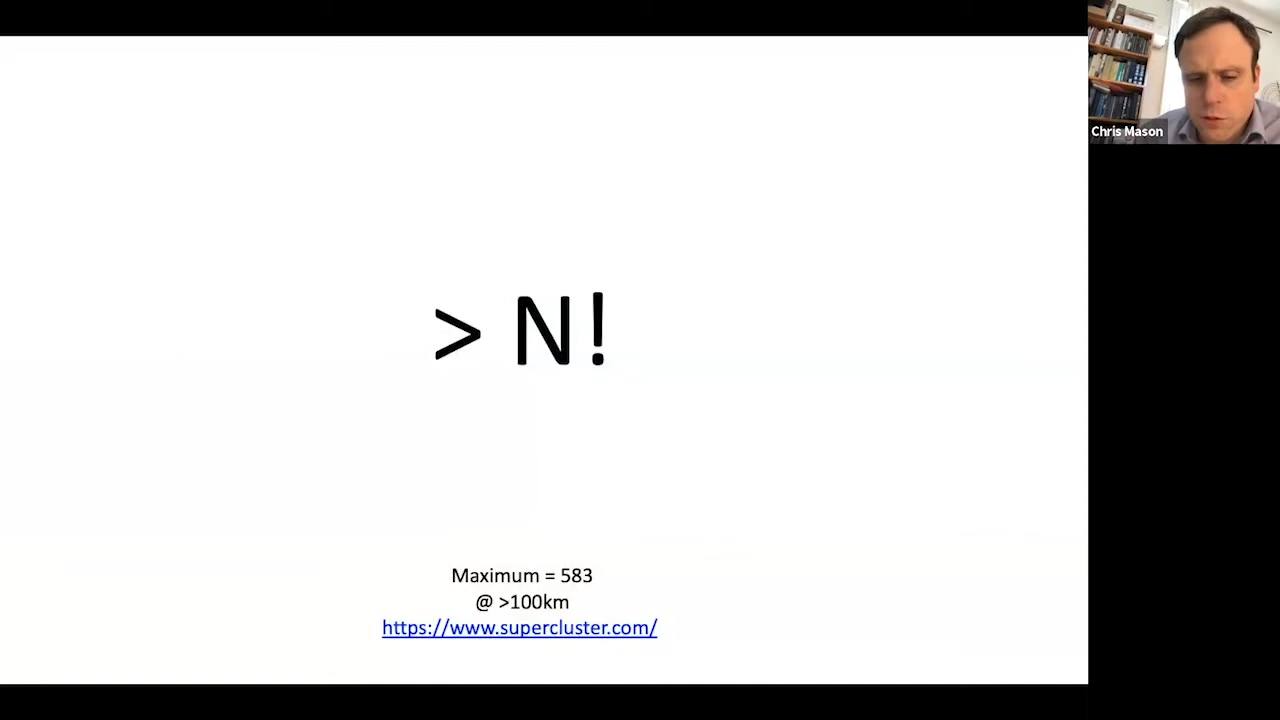 > N!
Maximum = 583
@ >100km
https://www.supercluster.com/
Chris Mason